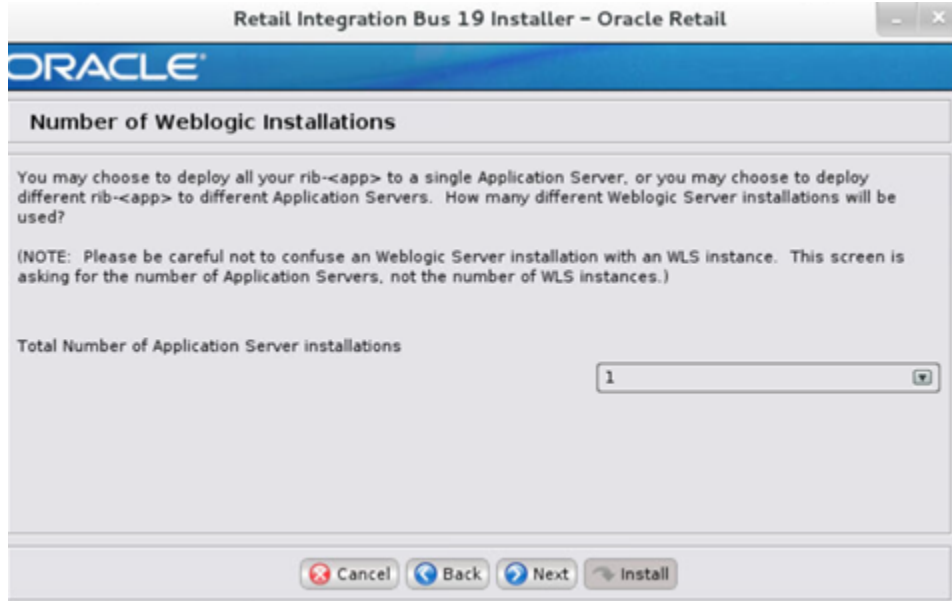 Retail Integration Bus 19 Installer – Oracle Retail
ORACLE®
Number of Weblogic Installations
You may choose to deploy all your rib-<app> to a single Application Server, or you may choose to deploy
different rib-<app> to different Application Servers.  How many different Weblogic Server installations will be
used?
(NOTE:  Please be careful not to confuse an Weblogic Server installation with an WLS instance.  This screen is
asking for the number of Application Servers, not the number of WLS instances.)
Total Number of Application Server installations
1
Cancel Back Next Install